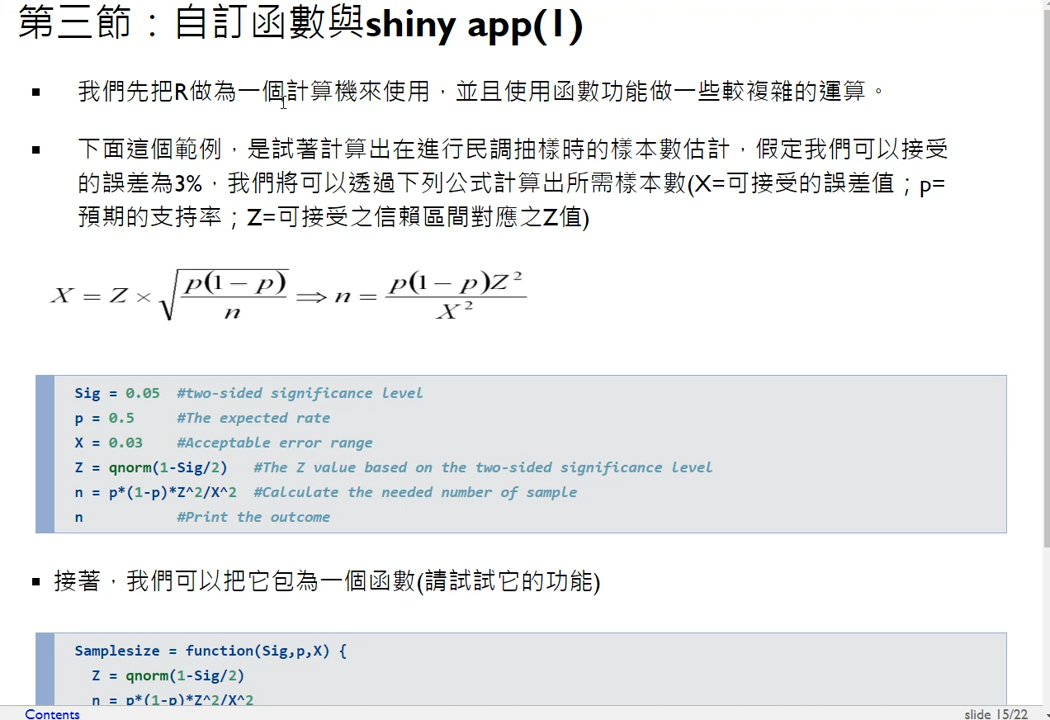 第三節：自訂函數與shiny app(1)
▪ 我們先把R做為一個計算機來使用，並且使用函數功能做一些較複雜的運算。
▪ 下面這個範例，是試著計算出在進行民調抽樣時的樣本數估計，假定我們可以接受
的誤差為3%，我們將可以透過下列公式計算出所需樣本數(X=可接受的誤差值；p=
預期的支持率；Z=可接受之信賴區間對應之Z值)
X = Z × √(p(1 − p)/n) ⟹ n = p(1 − p)Z²/X²
Sig = 0.05  #two-sided significance level
p = 0.5     #The expected rate
X = 0.03    #Acceptable error range
Z = qnorm(1-Sig/2)   #The Z value based on the two-sided significance level
n = p*(1-p)*Z^2/X^2  #Calculate the needed number of sample
n           #Print the outcome
▪ 接著，我們可以把它包為一個函數(請試試它的功能)
Samplesize = function(Sig,p,X) {
  Z = qnorm(1-Sig/2)
  n = p*(1-p)*Z^2/X^2
Contents
slide 15/22